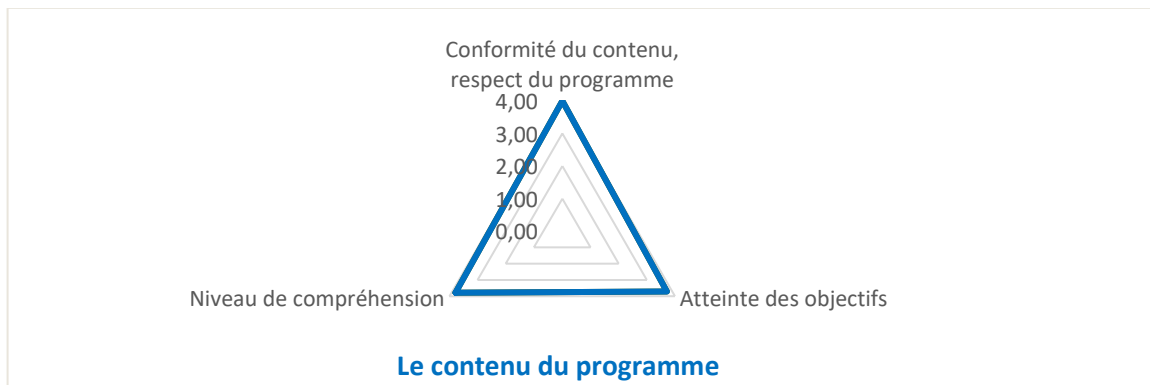 Conformité du contenu,
respect du programme
4,00
3,00
2,00
1,00
0,00
Niveau de compréhension
Atteinte des objectifs
Le contenu du programme